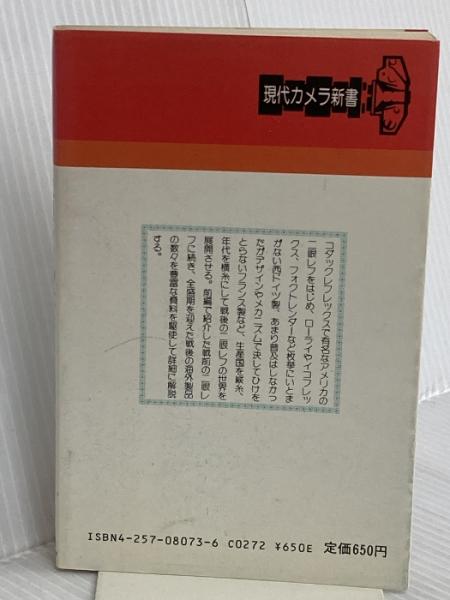 現代カメラ新書
コダックレフレックスで有名なアメリカの
二眼レフをはじめ、ローライやイコフレッ
クス、フォクトレンダーなど枚挙にいとま
がない西ドイツ製、あまり普及はしなかっ
たがデザインやメカニズムで決してひけを
とらないフランス製など、生産国を縦糸、
年代を横糸にして戦後の二眼レフの世界を
展開させる。前編で紹介した戦前の二眼レ
フに続き、全盛期を迎えた戦後の海外製品
の数々を豊富な資料を駆使して詳細に解説
する。
ISBN4-257-08073-6 C0272 ¥650E 定価650円